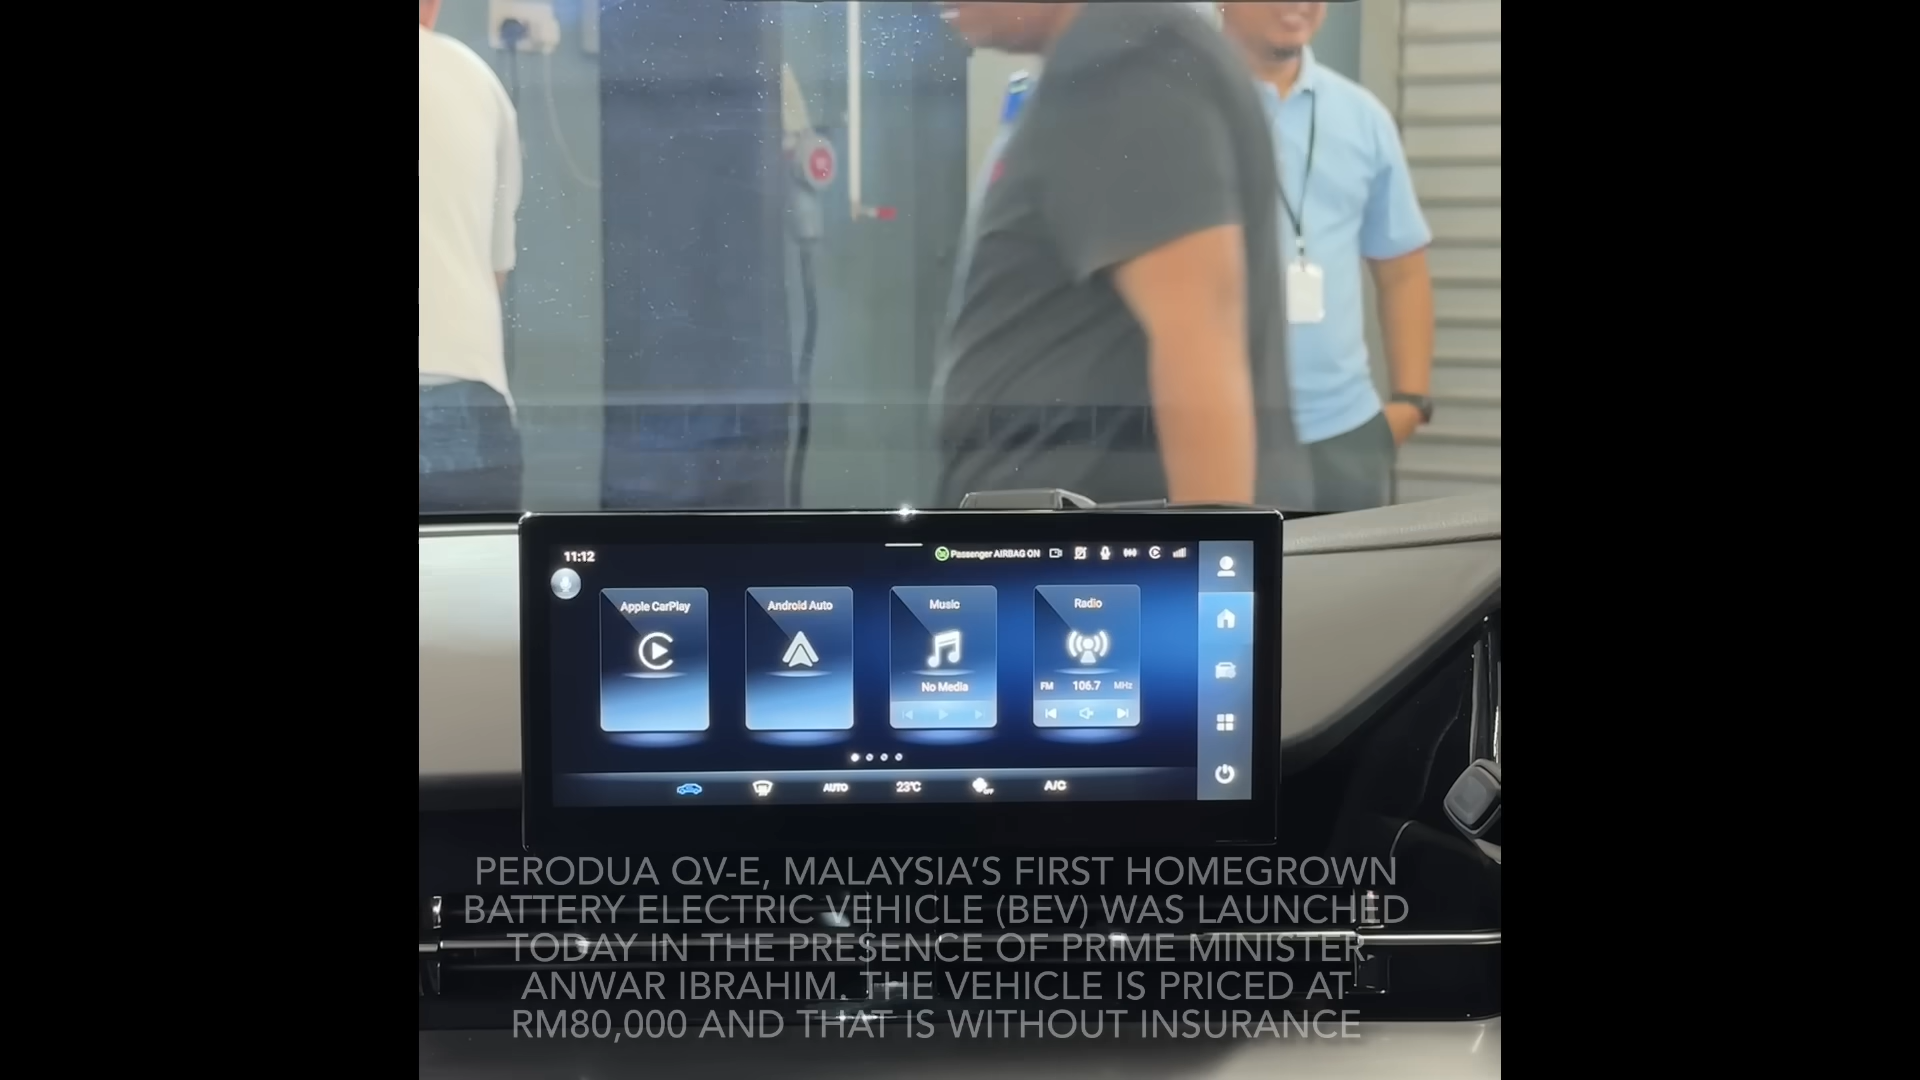 11:12
Passenger AIRBAG ON
Apple CarPlay
Android Auto
Music
Radio
No Media
FM 106.7 MHz
AUTO 23°C OFF A/C
PERODUA QV-E, MALAYSIA’S FIRST HOMEGROWN
BATTERY ELECTRIC VEHICLE (BEV) WAS LAUNCHED
TODAY IN THE PRESENCE OF PRIME MINISTER
ANWAR IBRAHIM. THE VEHICLE IS PRICED AT
RM80,000 AND THAT IS WITHOUT INSURANCE